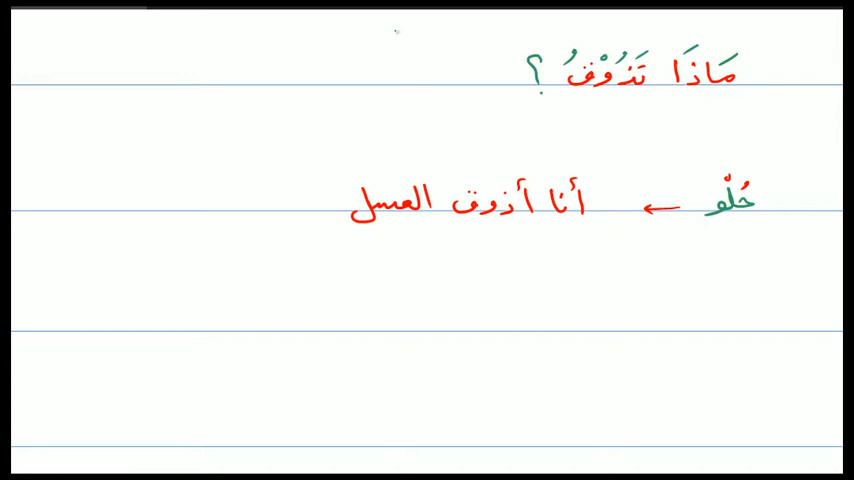 مَاذَا تَذُوْقُ ؟
حُلْو ← أنا أذوق العسل